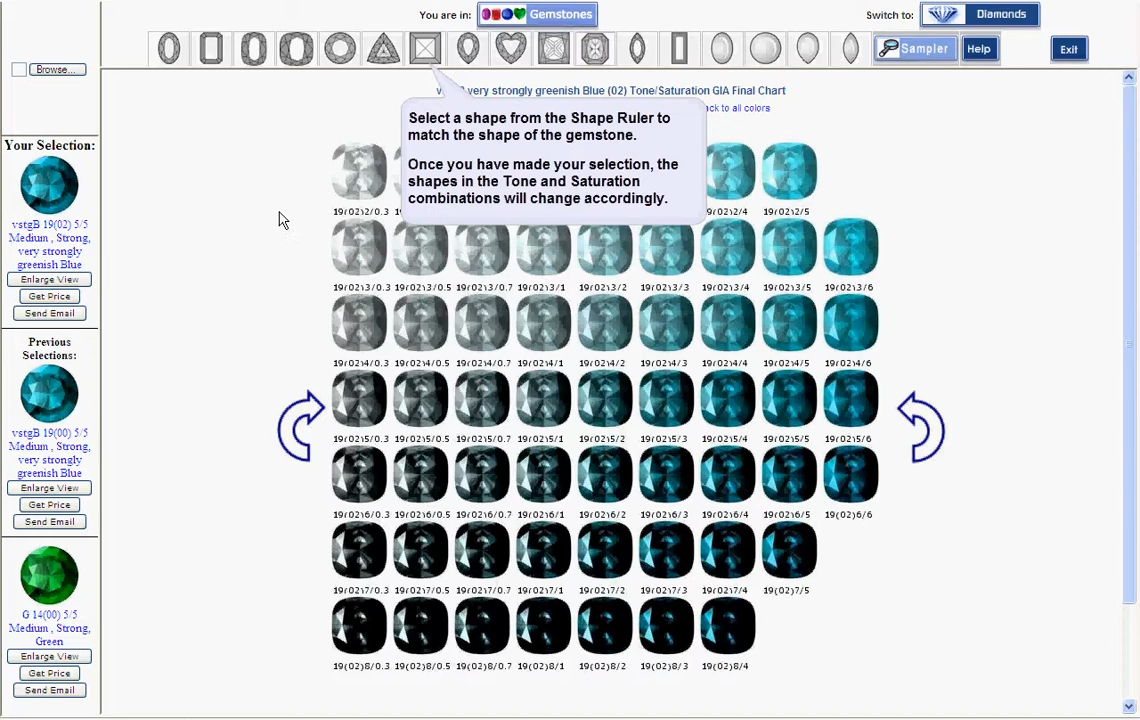 You are in:
Gemstones
Switch to:
Diamonds
Browse...
Sampler
Help
Exit
very strongly greenish Blue (02) Tone/Saturation GIA Final Chart
ck to all colors
Select a shape from the Shape Ruler to
match the shape of the gemstone.
Once you have made your selection, the
shapes in the Tone and Saturation
combinations will change accordingly.
Your Selection:
vstgB 19(02) 5/5
Medium , Strong,
very strongly
greenish Blue
Enlarge View
Get Price
Send Email
Previous
Selections:
vstgB 19(00) 5/5
Medium , Strong,
very strongly
greenish Blue
Enlarge View
Get Price
Send Email
G 14(00) 5/5
Medium , Strong,
Green
Enlarge View
Get Price
Send Email
19(02)2/0.3 19(02)2/4 19(02)2/5
19(02)3/0.3 19(02)3/0.5 19(02)3/0.7 19(02)3/1 19(02)3/2 19(02)3/3 19(02)3/4 19(02)3/5 19(02)3/6
19(02)4/0.3 19(02)4/0.5 19(02)4/0.7 19(02)4/1 19(02)4/2 19(02)4/3 19(02)4/4 19(02)4/5 19(02)4/6
19(02)5/0.3 19(02)5/0.5 19(02)5/0.7 19(02)5/1 19(02)5/2 19(02)5/3 19(02)5/4 19(02)5/5 19(02)5/6
19(02)6/0.3 19(02)6/0.5 19(02)6/0.7 19(02)6/1 19(02)6/2 19(02)6/3 19(02)6/4 19(02)6/5 19(02)6/6
19(02)7/0.3 19(02)7/0.5 19(02)7/0.7 19(02)7/1 19(02)7/2 19(02)7/3 19(02)7/4 19(02)7/5
19(02)8/0.3 19(02)8/0.5 19(02)8/0.7 19(02)8/1 19(02)8/2 19(02)8/3 19(02)8/4